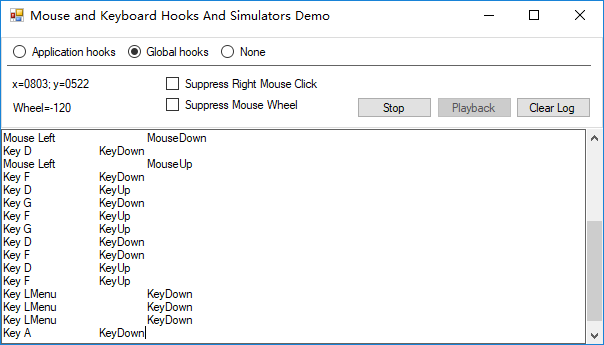 Mouse and Keyboard Hooks And Simulators Demo
Application hooks Global hooks None
x=0803; y=0522 Suppress Right Mouse Click
Wheel=-120 Suppress Mouse Wheel Stop Playback Clear Log
Mouse Left MouseDown
Key D KeyDown
Mouse Left MouseUp
Key F KeyDown
Key D KeyUp
Key G KeyDown
Key F KeyUp
Key G KeyUp
Key D KeyDown
Key F KeyDown
Key D KeyUp
Key F KeyUp
Key LMenu KeyDown
Key LMenu KeyDown
Key LMenu KeyDown
Key A KeyDown